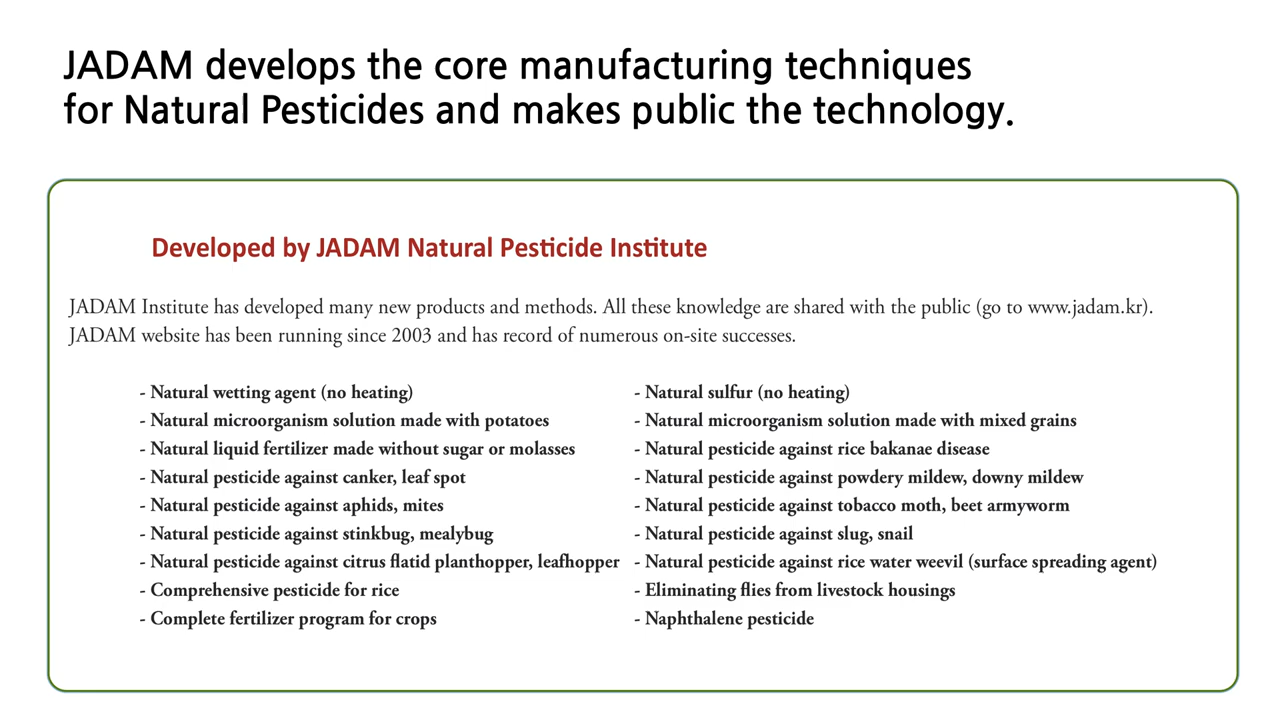 JADAM develops the core manufacturing techniques
for Natural Pesticides and makes public the technology.
Developed by JADAM Natural Pesticide Institute
JADAM Institute has developed many new products and methods. All these knowledge are shared with the public (go to www.jadam.kr).
JADAM website has been running since 2003 and has record of numerous on-site successes.
- Natural wetting agent (no heating)
- Natural microorganism solution made with potatoes
- Natural liquid fertilizer made without sugar or molasses
- Natural pesticide against canker, leaf spot
- Natural pesticide against aphids, mites
- Natural pesticide against stinkbug, mealybug
- Natural pesticide against citrus flatid planthopper, leafhopper
- Comprehensive pesticide for rice
- Complete fertilizer program for crops
- Natural sulfur (no heating)
- Natural microorganism solution made with mixed grains
- Natural pesticide against rice bakanae disease
- Natural pesticide against powdery mildew, downy mildew
- Natural pesticide against tobacco moth, beet armyworm
- Natural pesticide against slug, snail
- Natural pesticide against rice water weevil (surface spreading agent)
- Eliminating flies from livestock housings
- Naphthalene pesticide